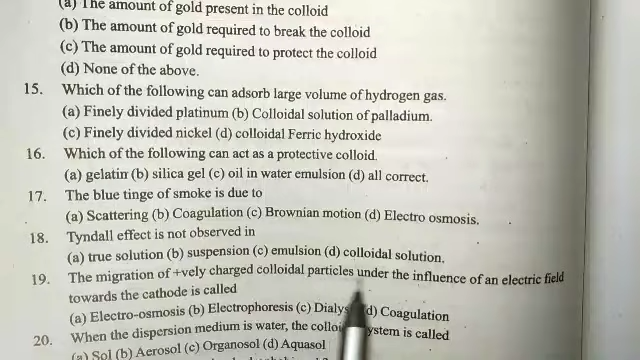 (a) The amount of gold present in the colloid
(b) The amount of gold required to break the colloid
(c) The amount of gold required to protect the colloid
(d) None of the above.
15. Which of the following can adsorb large volume of hydrogen gas.
(a) Finely divided platinum (b) Colloidal solution of palladium.
(c) Finely divided nickel (d) colloidal Ferric hydroxide
16. Which of the following can act as a protective colloid.
(a) gelatin (b) silica gel (c) oil in water emulsion (d) all correct.
17. The blue tinge of smoke is due to
(a) Scattering (b) Coagulation (c) Brownian motion (d) Electro osmosis.
18. Tyndall effect is not observed in
(a) true solution (b) suspension (c) emulsion (d) colloidal solution.
19. The migration of +vely charged colloidal particles under the influence of an electric field
towards the cathode is called
(a) Electro-osmosis (b) Electrophoresis (c) d) Coagulation
20. When the dispersion medium is water, the is called
(a) Sol (b) Aerosol (c) Organosol (d) Aquasol